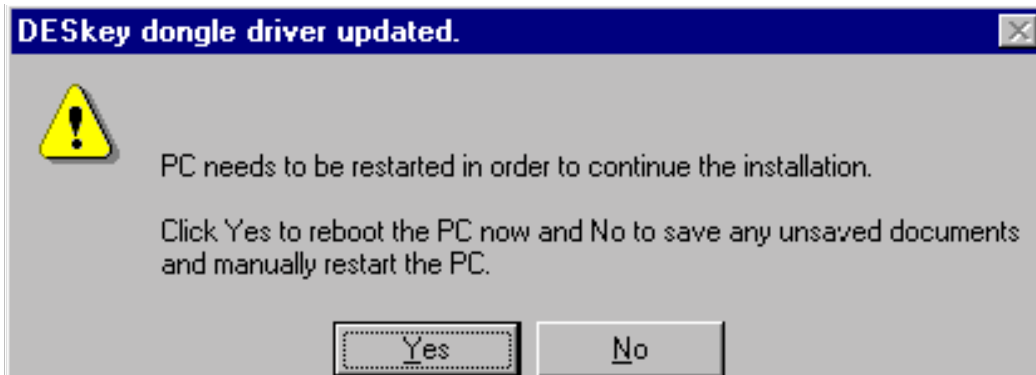 DESkey dongle driver updated.
PC needs to be restarted in order to continue the installation.
Click Yes to reboot the PC now and No to save any unsaved documents
and manually restart the PC.
Yes
No